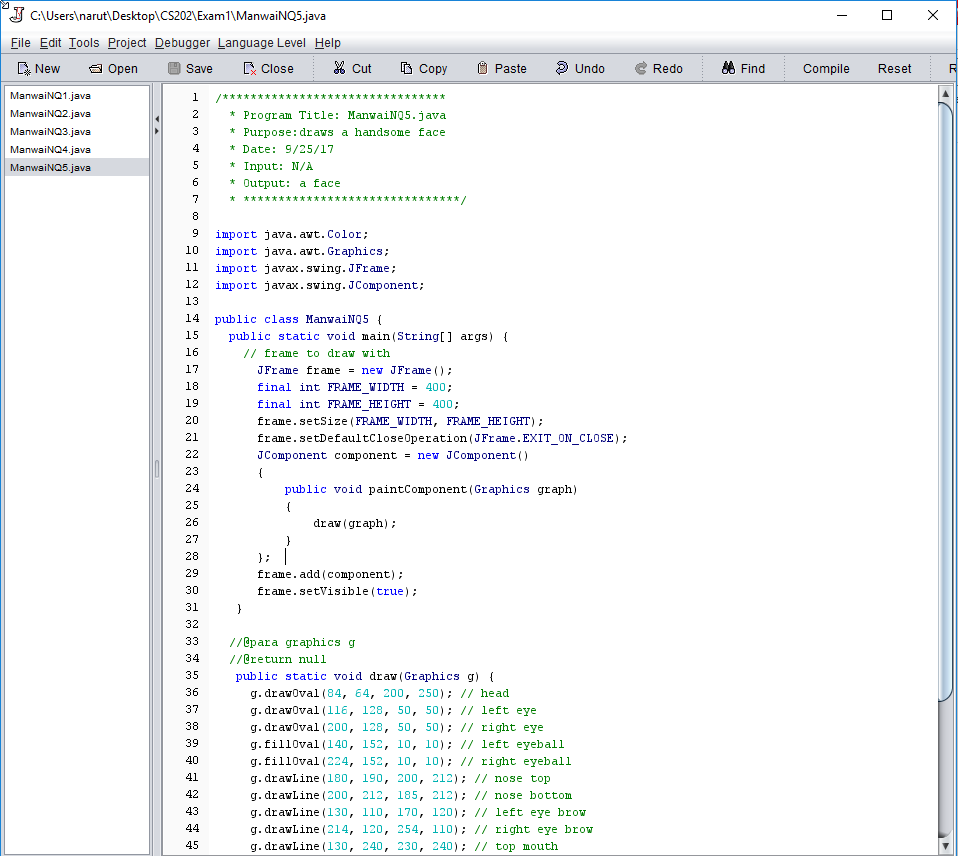 C:\Users\narut\Desktop\CS202\Exam1\ManwaiNQ5.java
File Edit Tools Project Debugger Language Level Help
New Open Save Close Cut Copy Paste Undo Redo Find Compile Reset R
ManwaiNQ1.java
ManwaiNQ2.java
ManwaiNQ3.java
ManwaiNQ4.java
ManwaiNQ5.java
1 /********************************
2 * Program Title: ManwaiNQ5.java
3 * Purpose:draws a handsome face
4 * Date: 9/25/17
5 * Input: N/A
6 * Output: a face
7 * *******************************/
8
9 import java.awt.Color;
10 import java.awt.Graphics;
11 import javax.swing.JFrame;
12 import javax.swing.JComponent;
13
14 public class ManwaiNQ5 {
15 public static void main(String[] args) {
16 // frame to draw with
17 JFrame frame = new JFrame();
18 final int FRAME_WIDTH = 400;
19 final int FRAME_HEIGHT = 400;
20 frame.setSize(FRAME_WIDTH, FRAME_HEIGHT);
21 frame.setDefaultCloseOperation(JFrame.EXIT_ON_CLOSE);
22 JComponent component = new JComponent()
23 {
24 public void paintComponent(Graphics graph)
25 {
26 draw(graph);
27 }
28 };
29 frame.add(component);
30 frame.setVisible(true);
31 }
32
33 //@para graphics g
34 //@return null
35 public static void draw(Graphics g) {
36 g.drawOval(84, 64, 200, 250); // head
37 g.drawOval(116, 128, 50, 50); // left eye
38 g.drawOval(200, 128, 50, 50); // right eye
39 g.fillOval(140, 152, 10, 10); // left eyeball
40 g.fillOval(224, 152, 10, 10); // right eyeball
41 g.drawLine(180, 190, 200, 212); // nose top
42 g.drawLine(200, 212, 185, 212); // nose bottom
43 g.drawLine(130, 110, 170, 120); // left eye brow
44 g.drawLine(214, 120, 254, 110); // right eye brow
45 g.drawLine(130, 240, 230, 240); // top mouth